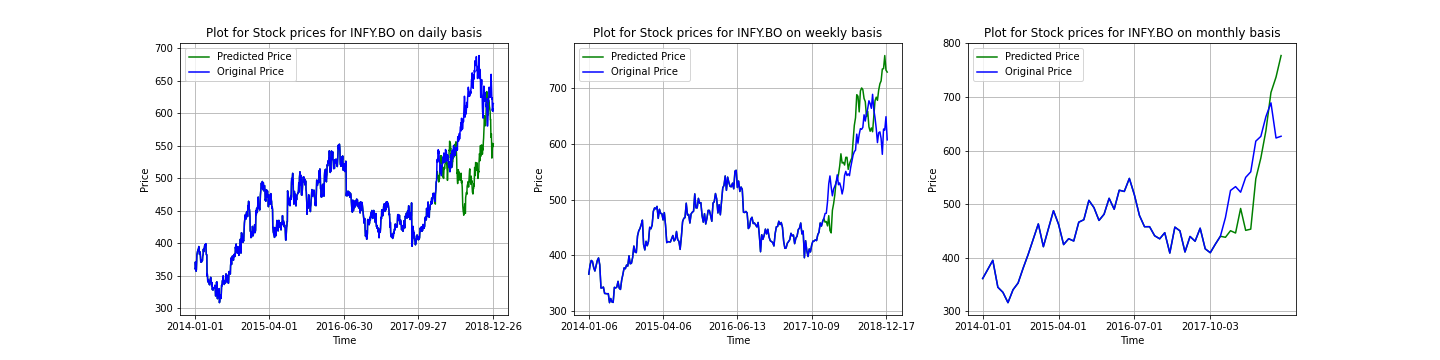 Plot for Stock prices for INFY.BO on daily basis
Predicted Price
Original Price
700
650
600
550
500
450
400
350
300
Price
2014-01-01 2015-04-01 2016-06-30 2017-09-27 2018-12-26
Time
Plot for Stock prices for INFY.BO on weekly basis
Predicted Price
Original Price
700
600
500
400
300
Price
2014-01-06 2015-04-06 2016-06-13 2017-10-09 2018-12-17
Time
Plot for Stock prices for INFY.BO on monthly basis
Predicted Price
Original Price
800
700
600
500
400
300
Price
2014-01-01 2015-04-01 2016-07-01 2017-10-03
Time